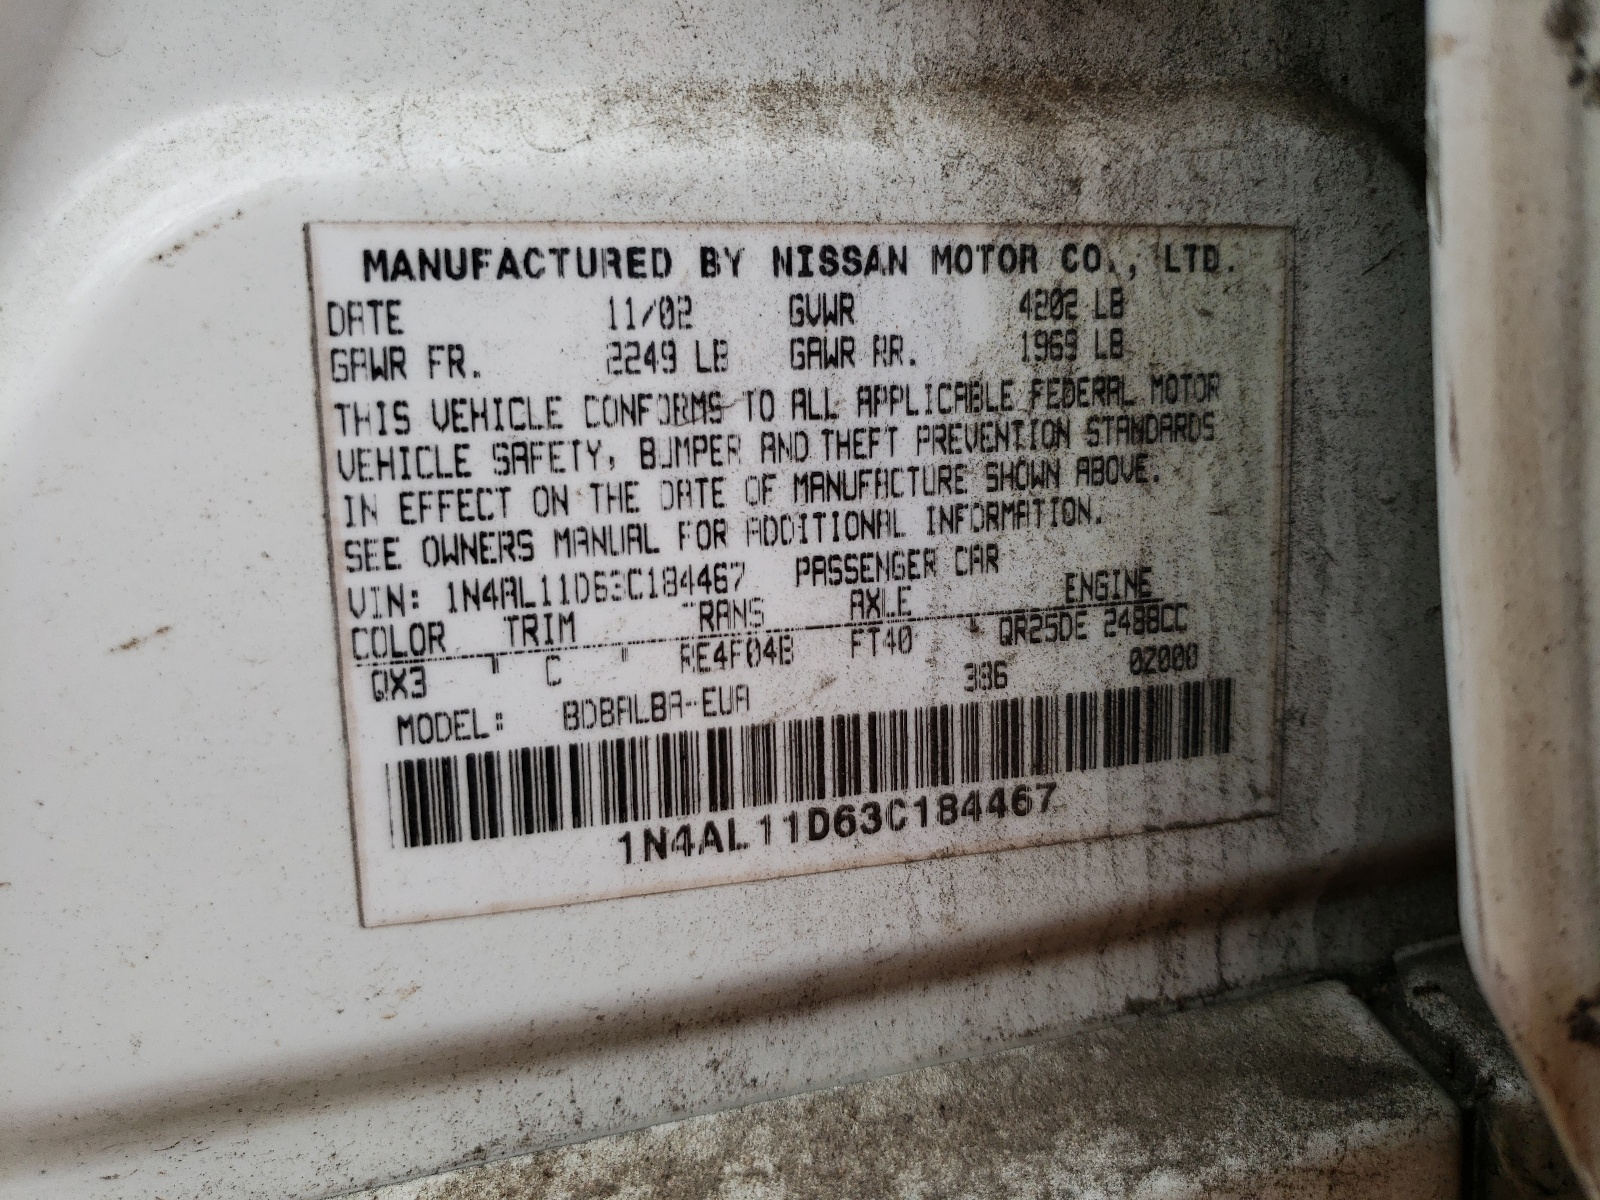 MANUFACTURED BY NISSAN MOTOR CO., LTD.
DATE 11/02 GVWR 4202 LB
GAWR FR. 2249 LB GAWR RR. 1969 LB
THIS VEHICLE CONFORMS TO ALL APPLICABLE FEDERAL MOTOR
VEHICLE SAFETY, BUMPER AND THEFT PREVENTION STANDARDS
IN EFFECT ON THE DATE OF MANUFACTURE SHOWN ABOVE.
SEE OWNERS MANUAL FOR ADDITIONAL INFORMATION.
VIN: 1N4AL11D63C184467 PASSENGER CAR
COLOR TRIM TRANS AXLE ENGINE
QX3 " C " RE4F04B FT40 QR25DE 2488CC
MODEL: BDBALBA-EUA 386 02000
1N4AL11D63C184467